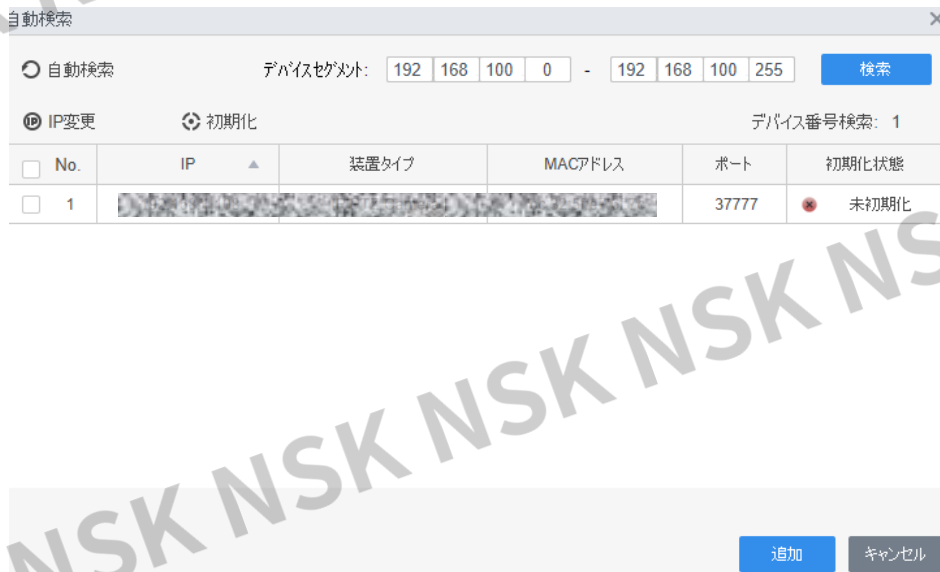 自動検索
自動検索 デバイスセグメント: 192 168 100 0 - 192 168 100 255 検索
IP IP変更 初期化 デバイス番号検索: 1
No. IP 装置タイプ MACアドレス ポート 初期化状態
1 37777 未初期化
NSK NSK NSK NS
追加 キャンセル